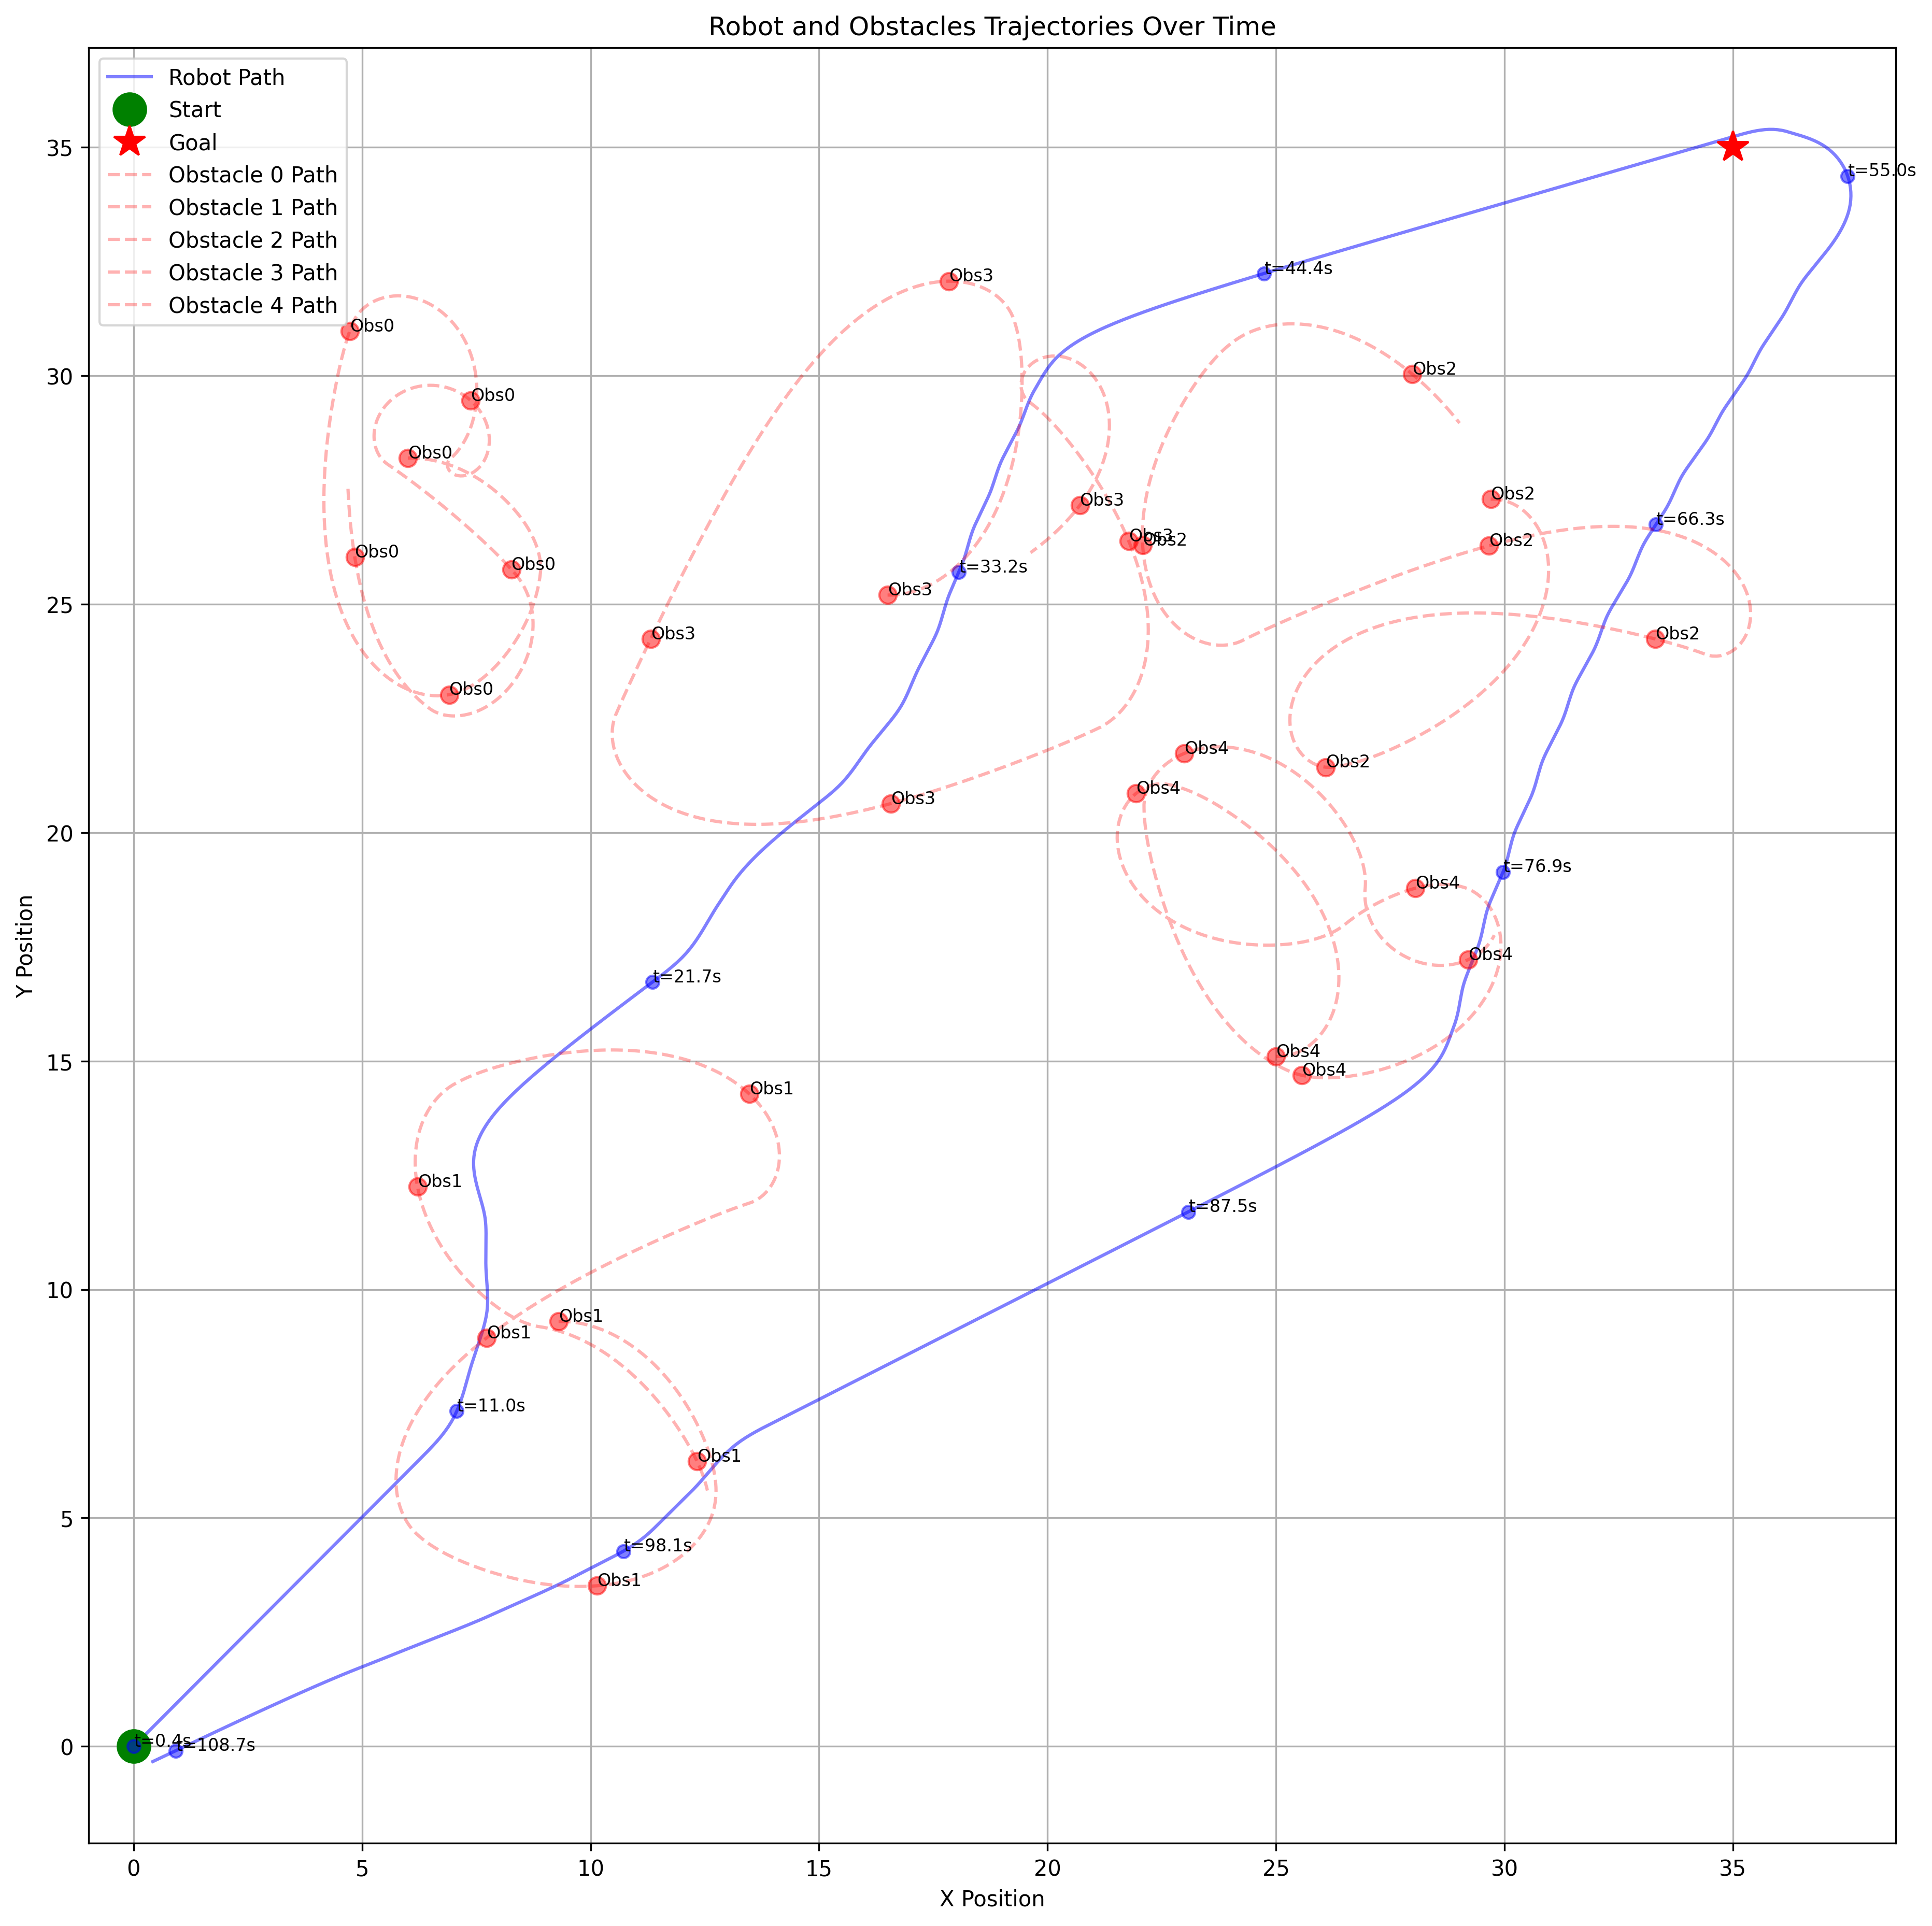 Robot and Obstacles Trajectories Over Time
Robot Path
Start
Goal
Obstacle 0 Path
Obstacle 1 Path
Obstacle 2 Path
Obstacle 3 Path
Obstacle 4 Path
35
30
25
20
15
10
5
0
Y Position
t=55.0s
t=44.4s
Obs3
Obs0
Obs2
Obs0
Obs0
Obs2
Obs3
t=66.3s
Obs3
Obs2
Obs2
Obs0
Obs0
t=33.2s
Obs3
Obs3
Obs2
Obs0
Obs4
Obs2
Obs4
Obs3
t=76.9s
Obs4
t=21.7s
Obs4
Obs4
Obs4
Obs1
Obs1
t=87.5s
Obs1
Obs1
t=11.0s
Obs1
t=98.1s
Obs1
t=0.4s
t=108.7s
0
5
10
15
20
25
30
35
X Position